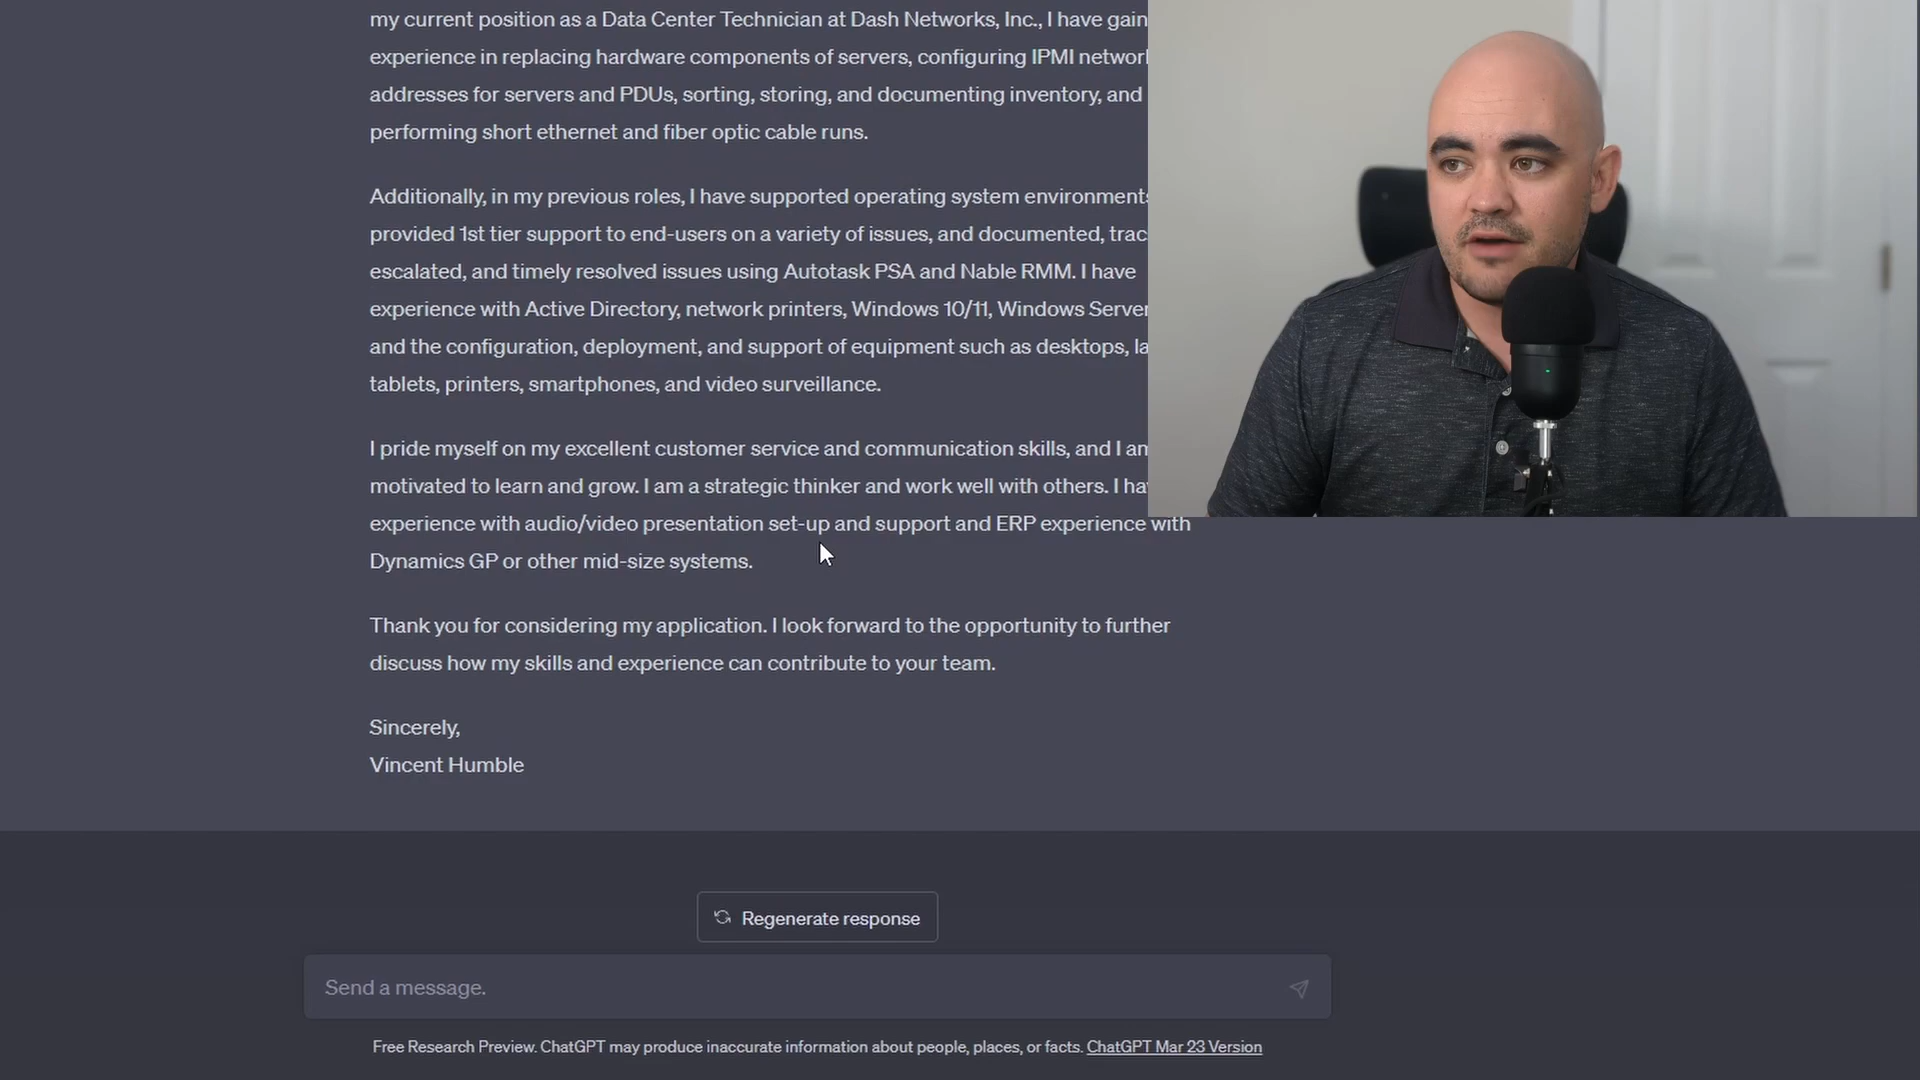 my current position as a Data Center Technician at Dash Networks, Inc., I have gain
experience in replacing hardware components of servers, configuring IPMI network
addresses for servers and PDUs, sorting, storing, and documenting inventory, and
performing short ethernet and fiber optic cable runs.
Additionally, in my previous roles, I have supported operating system environments
provided 1st tier support to end-users on a variety of issues, and documented, trac
escalated, and timely resolved issues using Autotask PSA and Nable RMM. I have
experience with Active Directory, network printers, Windows 10/11, Windows Server
and the configuration, deployment, and support of equipment such as desktops, la
tablets, printers, smartphones, and video surveillance.
I pride myself on my excellent customer service and communication skills, and I am
motivated to learn and grow. I am a strategic thinker and work well with others. I hav
experience with audio/video presentation set-up and support and ERP experience with
Dynamics GP or other mid-size systems.
Thank you for considering my application. I look forward to the opportunity to further
discuss how my skills and experience can contribute to your team.
Sincerely,
Vincent Humble
Regenerate response
Send a message.
Free Research Preview. ChatGPT may produce inaccurate information about people, places, or facts. ChatGPT Mar 23 Version